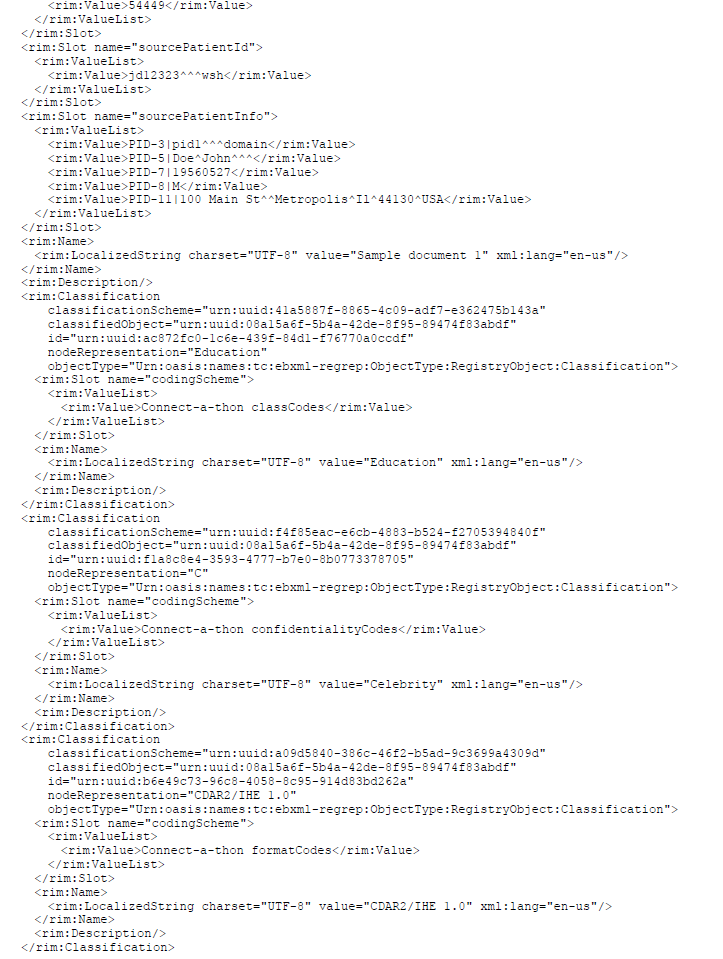 <rim:Value>54449</rim:Value>
</rim:ValueList>
</rim:Slot>
<rim:Slot name="sourcePatientId">
<rim:ValueList>
<rim:Value>jd12323^^^wsh</rim:Value>
</rim:ValueList>
</rim:Slot>
<rim:Slot name="sourcePatientInfo">
<rim:ValueList>
<rim:Value>PID-3|pid1^^^domain</rim:Value>
<rim:Value>PID-5|Doe^John^^^</rim:Value>
<rim:Value>PID-7|19560527</rim:Value>
<rim:Value>PID-8|M</rim:Value>
<rim:Value>PID-11|100 Main St^^Metropolis^Il^44130^USA</rim:Value>
</rim:ValueList>
</rim:Slot>
<rim:Name>
<rim:LocalizedString charset="UTF-8" value="Sample document 1" xml:lang="en-us"/>
</rim:Name>
<rim:Description/>
<rim:Classification
classificationScheme="urn:uuid:41a5887f-8865-4c09-adf7-e362475b143a"
classifiedObject="urn:uuid:08a15a6f-5b4a-42de-8f95-89474f83abdf"
id="urn:uuid:ac872fc0-1c6e-439f-84d1-f76770a0ccdf"
nodeRepresentation="Education"
objectType="Urn:oasis:names:tc:ebxml-regrep:ObjectType:RegistryObject:Classification">
<rim:Slot name="codingScheme">
<rim:ValueList>
<rim:Value>Connect-a-thon classCodes</rim:Value>
</rim:ValueList>
</rim:Slot>
<rim:Name>
<rim:LocalizedString charset="UTF-8" value="Education" xml:lang="en-us"/>
</rim:Name>
<rim:Description/>
</rim:Classification>
<rim:Classification
classificationScheme="urn:uuid:f4f85eac-e6cb-4883-b524-f2705394840f"
classifiedObject="urn:uuid:08a15a6f-5b4a-42de-8f95-89474f83abdf"
id="urn:uuid:f1a8c8e4-3593-4777-b7e0-8b0773378705"
nodeRepresentation="C"
objectType="Urn:oasis:names:tc:ebxml-regrep:ObjectType:RegistryObject:Classification">
<rim:Slot name="codingScheme">
<rim:ValueList>
<rim:Value>Connect-a-thon confidentialityCodes</rim:Value>
</rim:ValueList>
</rim:Slot>
<rim:Name>
<rim:LocalizedString charset="UTF-8" value="Celebrity" xml:lang="en-us"/>
</rim:Name>
<rim:Description/>
</rim:Classification>
<rim:Classification
classificationScheme="urn:uuid:a09d5840-386c-46f2-b5ad-9c3699a4309d"
classifiedObject="urn:uuid:08a15a6f-5b4a-42de-8f95-89474f83abdf"
id="urn:uuid:b6e49c73-96c8-4058-8c95-914d83bd262a"
nodeRepresentation="CDAR2/IHE 1.0"
objectType="Urn:oasis:names:tc:ebxml-regrep:ObjectType:RegistryObject:Classification">
<rim:Slot name="codingScheme">
<rim:ValueList>
<rim:Value>Connect-a-thon formatCodes</rim:Value>
</rim:ValueList>
</rim:Slot>
<rim:Name>
<rim:LocalizedString charset="UTF-8" value="CDAR2/IHE 1.0" xml:lang="en-us"/>
</rim:Name>
<rim:Description/>
</rim:Classification>